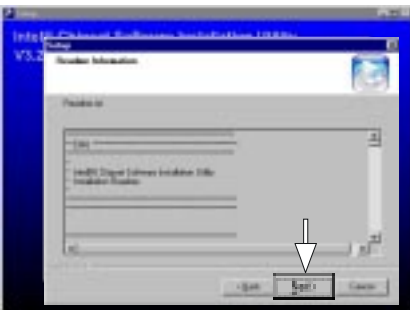 Intel(R) Chipset Software Installation Utility
V3.2
Setup
Readme Information
Readme.txt
Intel(R) Chipset Software Installation Utility
Installation Readme
< Back
Next >
Cancel